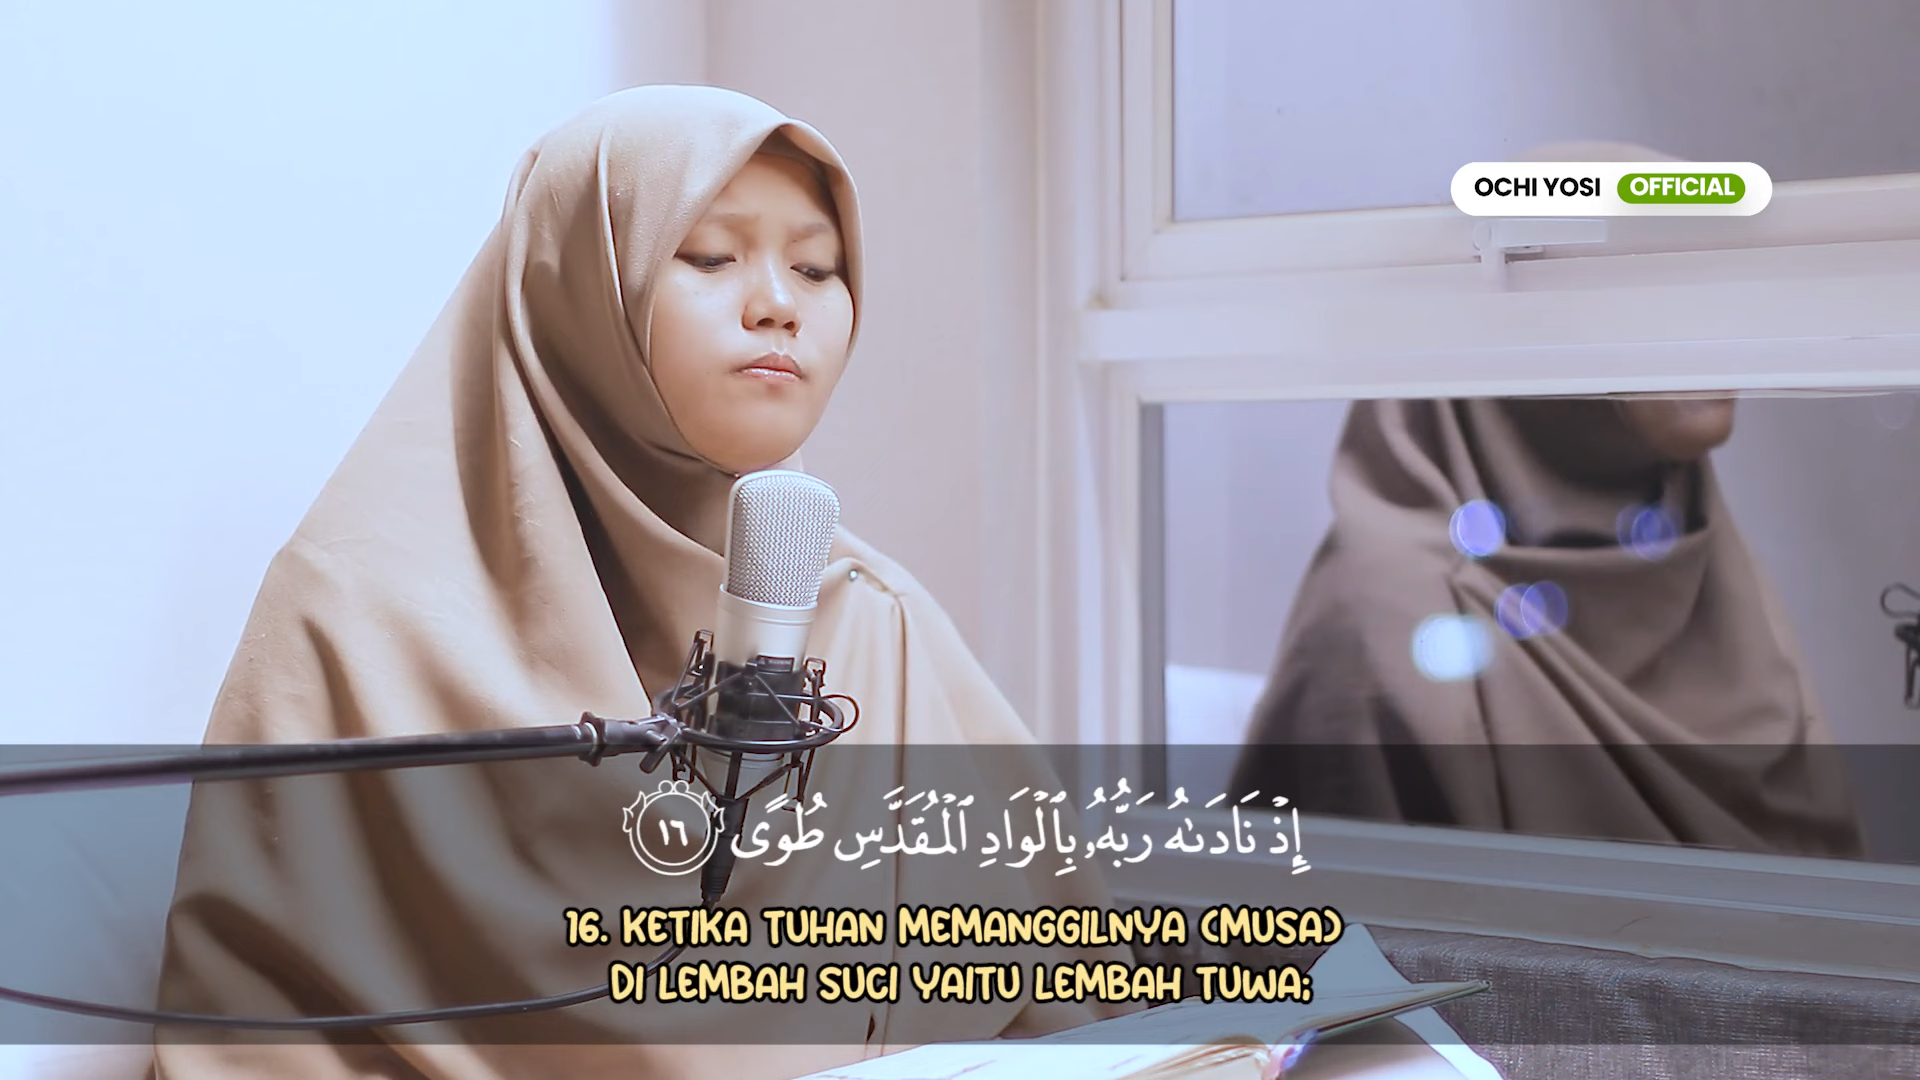 OCHI YOSI OFFICIAL
إِذْ نَادَىٰهُ رَبُّهُۥ بِٱلْوَادِ ٱلْمُقَدَّسِ طُوًى ١٦
16. KETIKA TUHAN MEMANGGILNYA (MUSA)
DI LEMBAH SUCI YAITU LEMBAH TUWA;